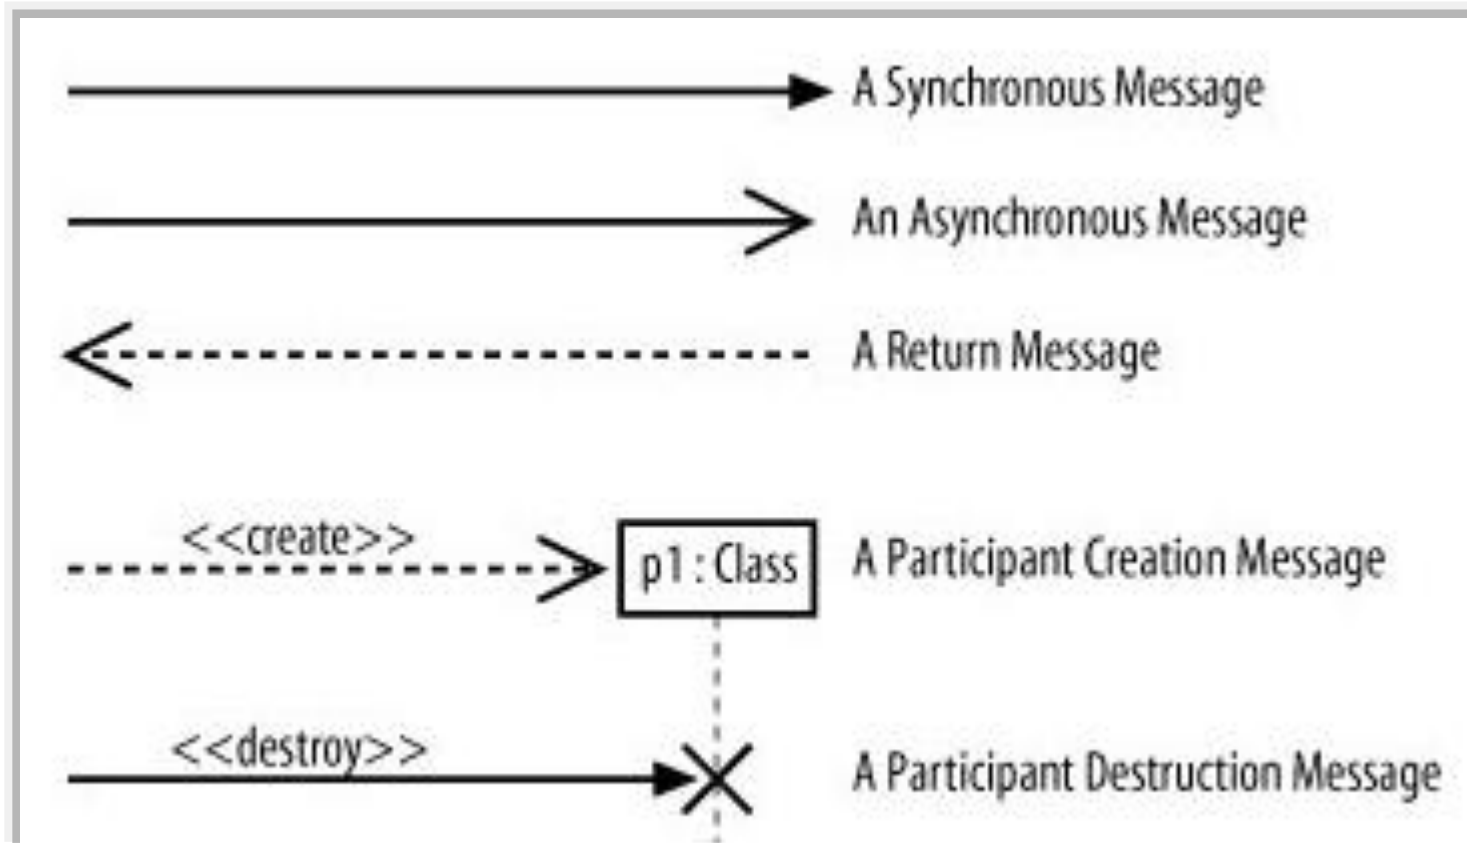 A Synchronous Message
An Asynchronous Message
A Return Message
<<create>>
p1 : Class
A Participant Creation Message
<<destroy>>
A Participant Destruction Message